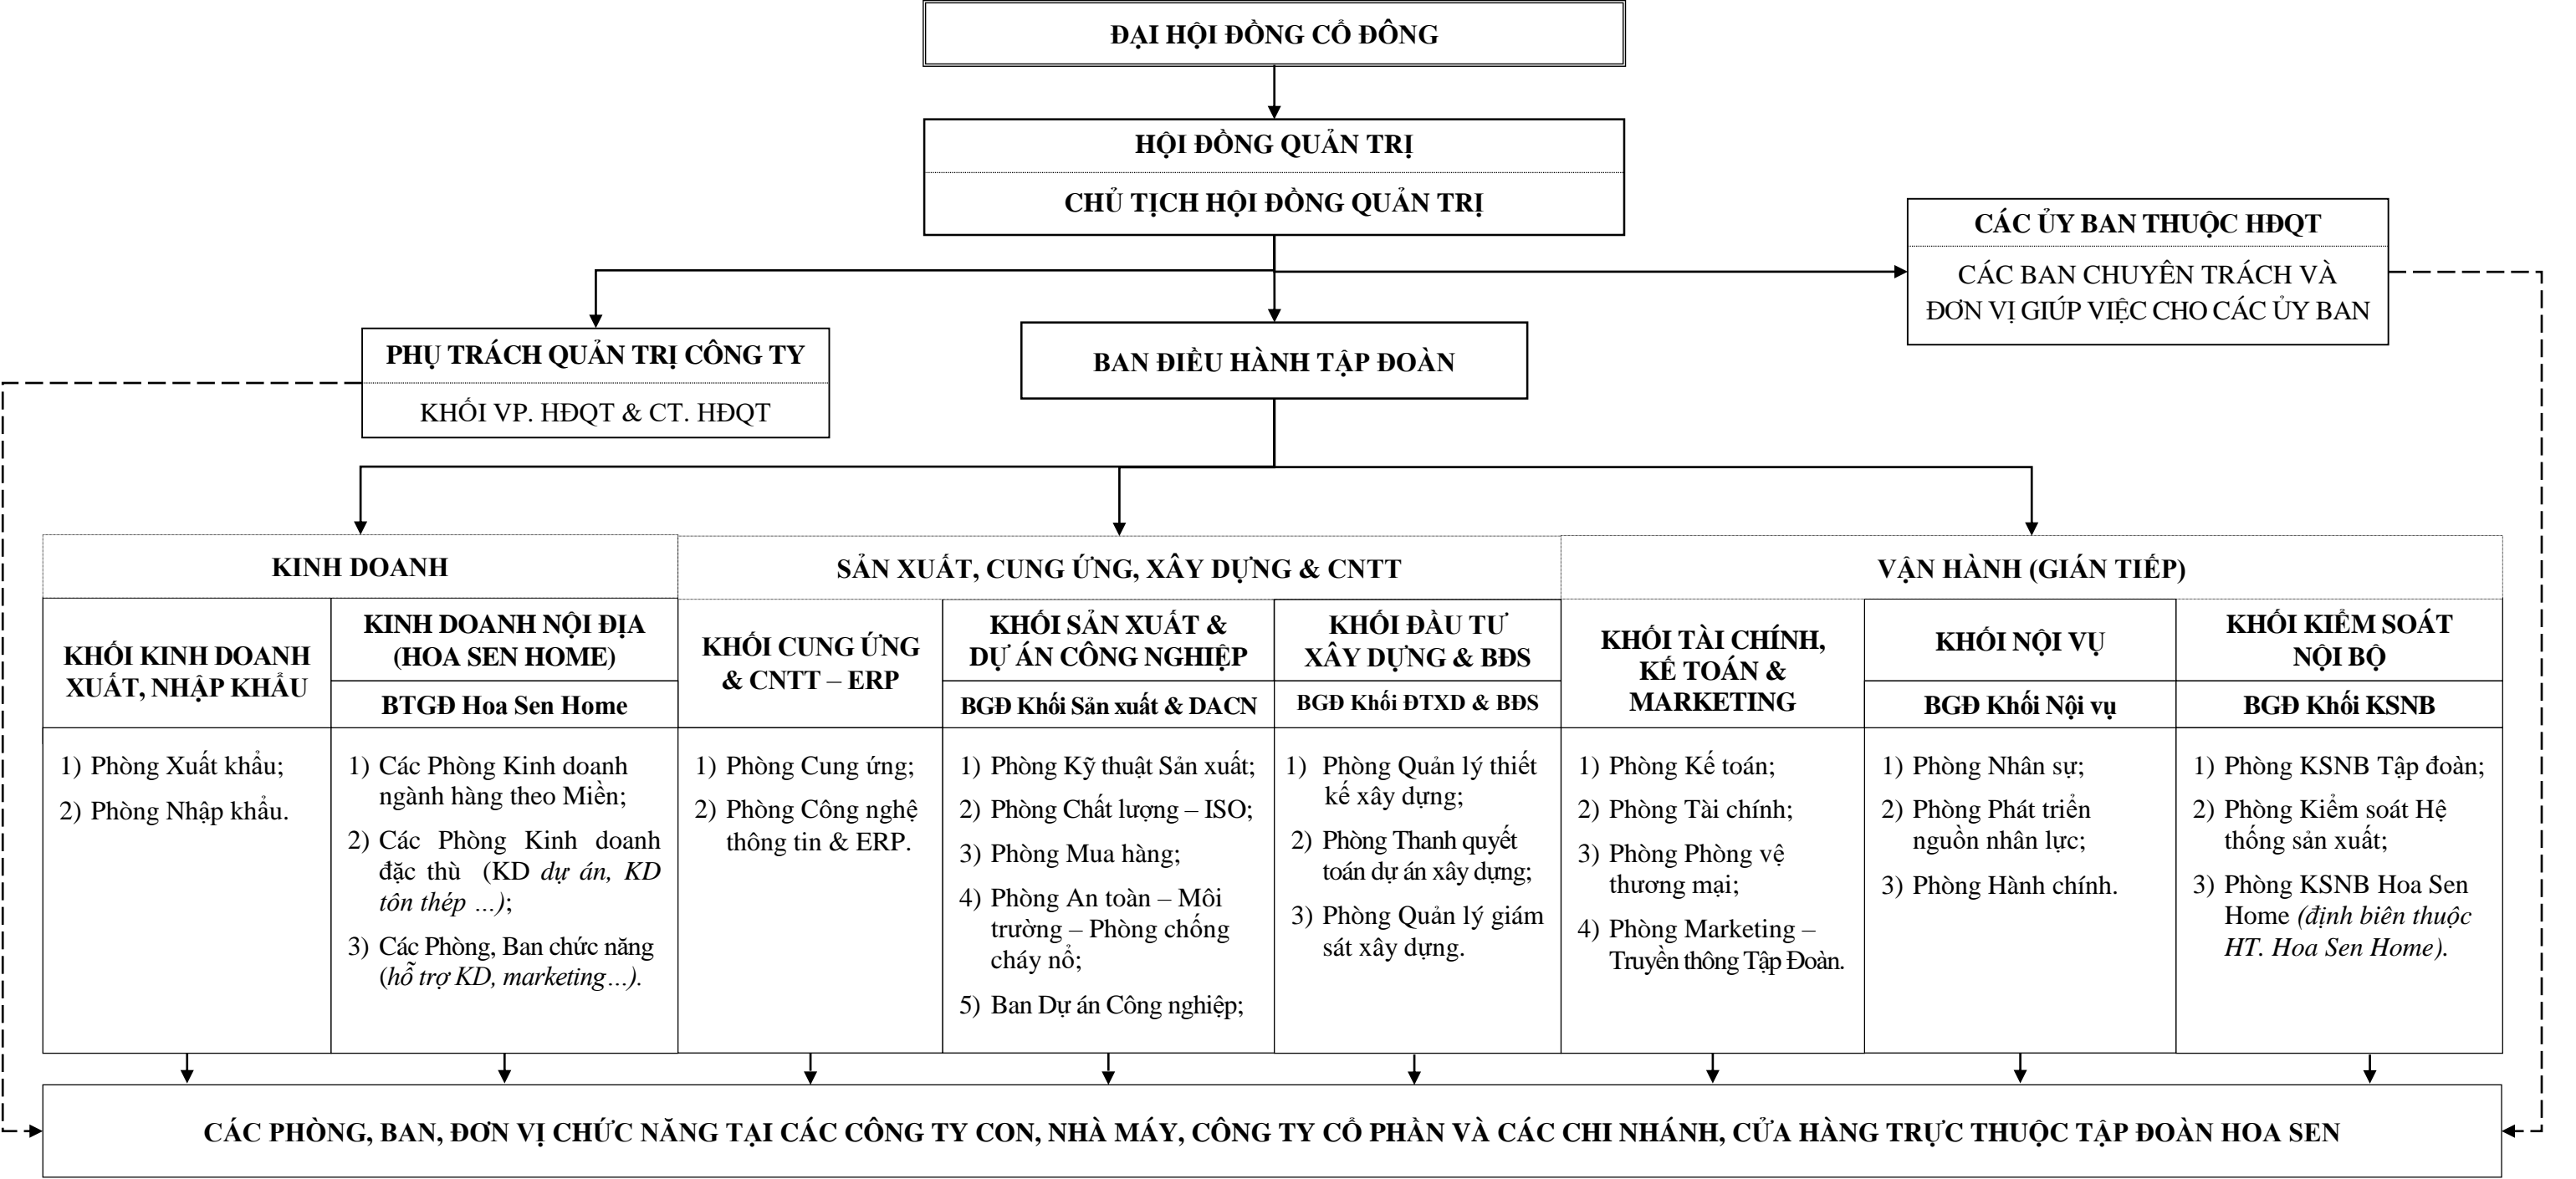 ĐẠI HỘI ĐỒNG CỔ ĐÔNG
HỘI ĐỒNG QUẢN TRỊ
CHỦ TỊCH HỘI ĐỒNG QUẢN TRỊ
CÁC ỦY BAN THUỘC HĐQT
CÁC BAN CHUYÊN TRÁCH VÀ
ĐƠN VỊ GIÚP VIỆC CHO CÁC ỦY BAN
PHỤ TRÁCH QUẢN TRỊ CÔNG TY
KHỐI VP. HĐQT & CT. HĐQT
BAN ĐIỀU HÀNH TẬP ĐOÀN
KINH DOANH
SẢN XUẤT, CUNG ỨNG, XÂY DỰNG & CNTT
VẬN HÀNH (GIÁN TIẾP)
KHỐI KINH DOANH
XUẤT, NHẬP KHẨU
1) Phòng Xuất khẩu;
2) Phòng Nhập khẩu.
KINH DOANH NỘI ĐỊA
(HOA SEN HOME)
BTGĐ Hoa Sen Home
1) Các Phòng Kinh doanh
ngành hàng theo Miền;
2) Các Phòng Kinh doanh
đặc thù (KD dự án, KD
tôn thép …);
3) Các Phòng, Ban chức năng
(hỗ trợ KD, marketing…).
KHỐI CUNG ỨNG
& CNTT – ERP
1) Phòng Cung ứng;
2) Phòng Công nghệ
thông tin & ERP.
KHỐI SẢN XUẤT &
DỰ ÁN CÔNG NGHIỆP
BGĐ Khối Sản xuất & DACN
1) Phòng Kỹ thuật Sản xuất;
2) Phòng Chất lượng – ISO;
3) Phòng Mua hàng;
4) Phòng An toàn – Môi
trường – Phòng chống
cháy nổ;
5) Ban Dự án Công nghiệp;
KHỐI ĐẦU TƯ
XÂY DỰNG & BĐS
BGĐ Khối ĐTXD & BĐS
1) Phòng Quản lý thiết
kế xây dựng;
2) Phòng Thanh quyết
toán dự án xây dựng;
3) Phòng Quản lý giám
sát xây dựng.
KHỐI TÀI CHÍNH,
KẾ TOÁN &
MARKETING
1) Phòng Kế toán;
2) Phòng Tài chính;
3) Phòng Phòng vệ
thương mại;
4) Phòng Marketing –
Truyền thông Tập Đoàn.
KHỐI NỘI VỤ
BGĐ Khối Nội vụ
1) Phòng Nhân sự;
2) Phòng Phát triển
nguồn nhân lực;
3) Phòng Hành chính.
KHỐI KIỂM SOÁT
NỘI BỘ
BGĐ Khối KSNB
1) Phòng KSNB Tập đoàn;
2) Phòng Kiểm soát Hệ
thống sản xuất;
3) Phòng KSNB Hoa Sen
Home (định biên thuộc
HT. Hoa Sen Home).
CÁC PHÒNG, BAN, ĐƠN VỊ CHỨC NĂNG TẠI CÁC CÔNG TY CON, NHÀ MÁY, CÔNG TY CỔ PHẦN VÀ CÁC CHI NHÁNH, CỬA HÀNG TRỰC THUỘC TẬP ĐOÀN HOA SEN